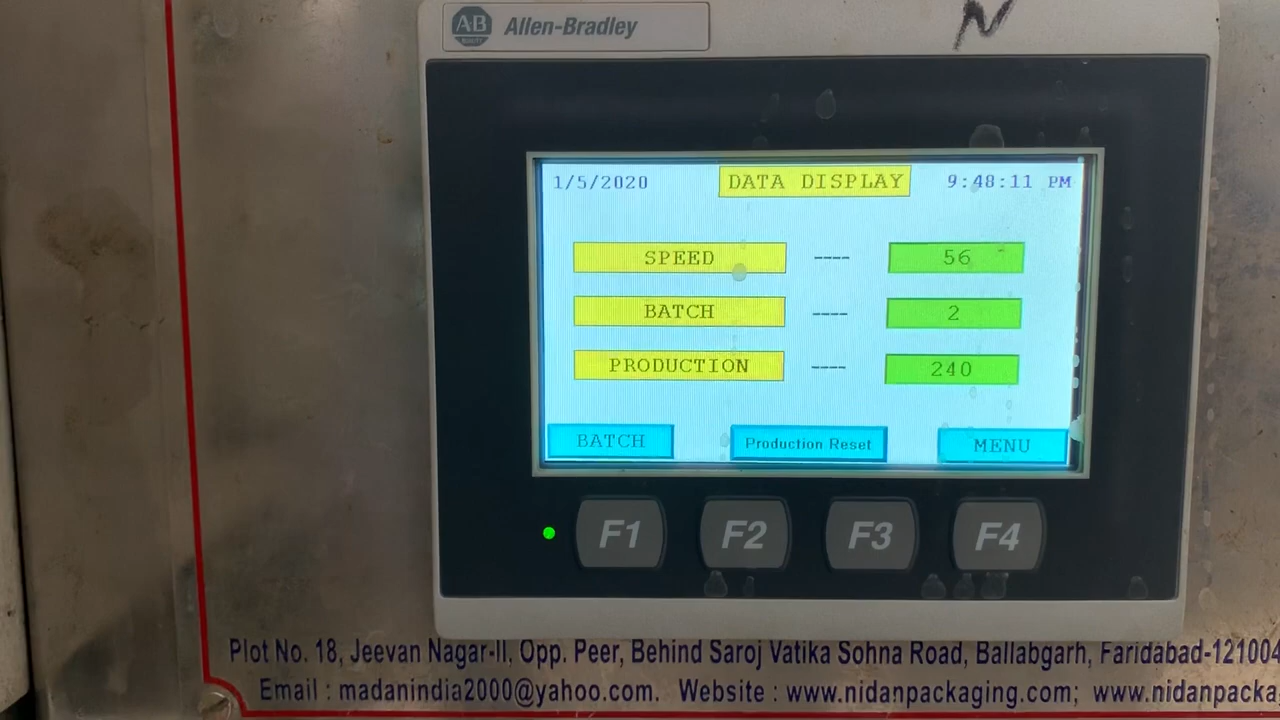 AB
Allen-Bradley
N
1/5/2020 DATA DISPLAY 9:48:11 PM
SPEED ---- 56
BATCH ---- 2
PRODUCTION ---- 240
BATCH Production Reset MENU
F1 F2 F3 F4
Plot No. 18, Jeevan Nagar-II, Opp. Peer, Behind Saroj Vatika Sohna Road, Ballabgarh, Faridabad-121004
Email : madanindia2000@yahoo.com. Website : www.nidanpackaging.com; www.nidanpacka